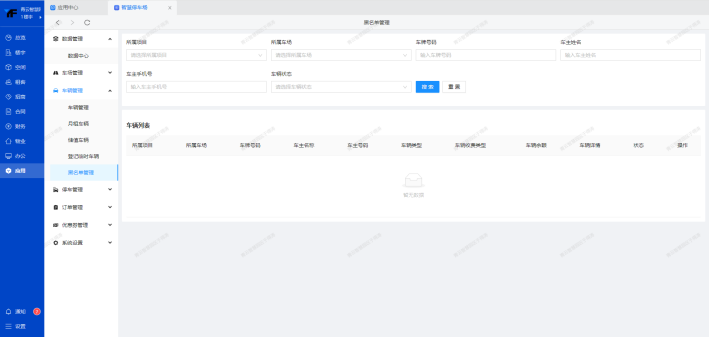 应用中心
智慧停车场
1楼宇
黑名单管理
总览
楼宇
空间
租客
招商
合同
财务
物业
办公
应用
通知
2
设置
数据管理
数据中心
车场管理
车辆管理
车辆管理
月租车辆
储值车辆
登记临时车辆
黑名单管理
停车管理
订单管理
优惠券管理
系统设置
所属项目
所属车场
车牌号码
车主姓名
请选择所属项目
请选择所属车场
输入车牌号码
输入车主姓名
车主手机号
车辆状态
输入车主手机号
请选择车辆状态
搜 索
重 置
车辆列表
所属项目 所属车场 车牌号码 车主名称 车主号码 车辆类型 车辆收费类型 车辆余额 车辆详情 状态 操作
暂无数据